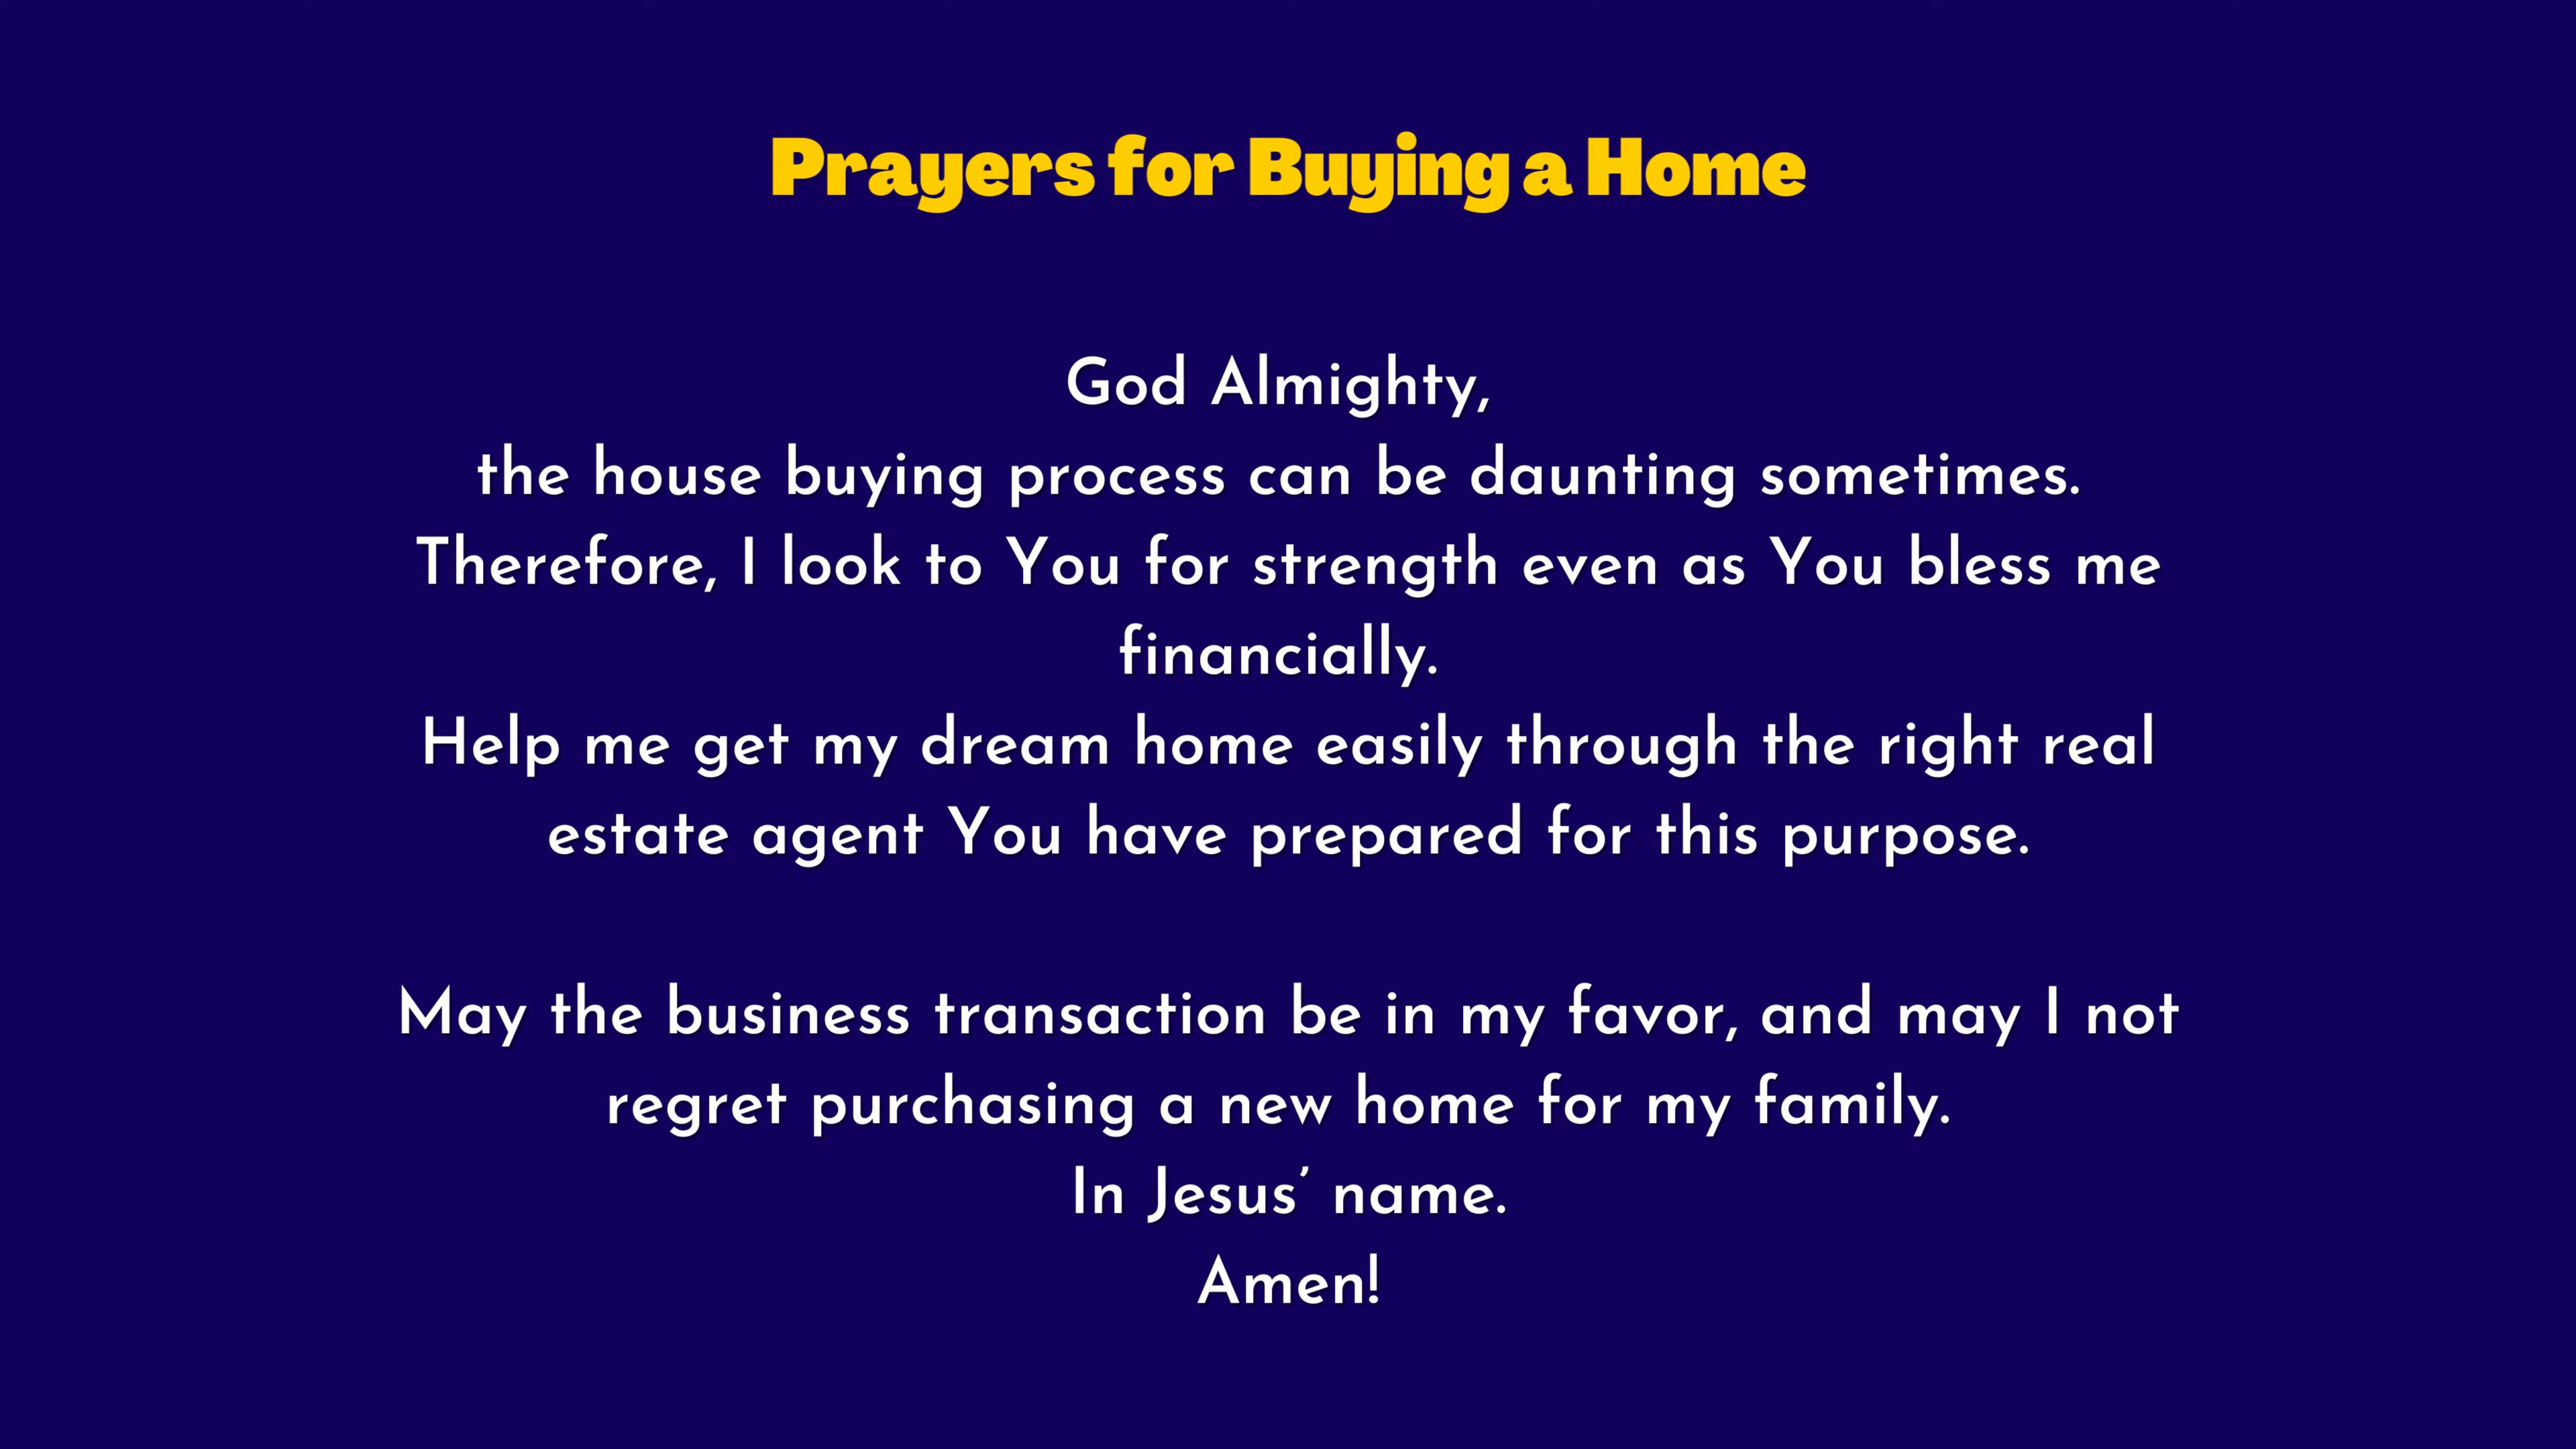 Prayers for Buying a Home
God Almighty,
the house buying process can be daunting sometimes.
Therefore, I look to You for strength even as You bless me
financially.
Help me get my dream home easily through the right real
estate agent You have prepared for this purpose.
May the business transaction be in my favor, and may I not
regret purchasing a new home for my family.
In Jesus’ name.
Amen!